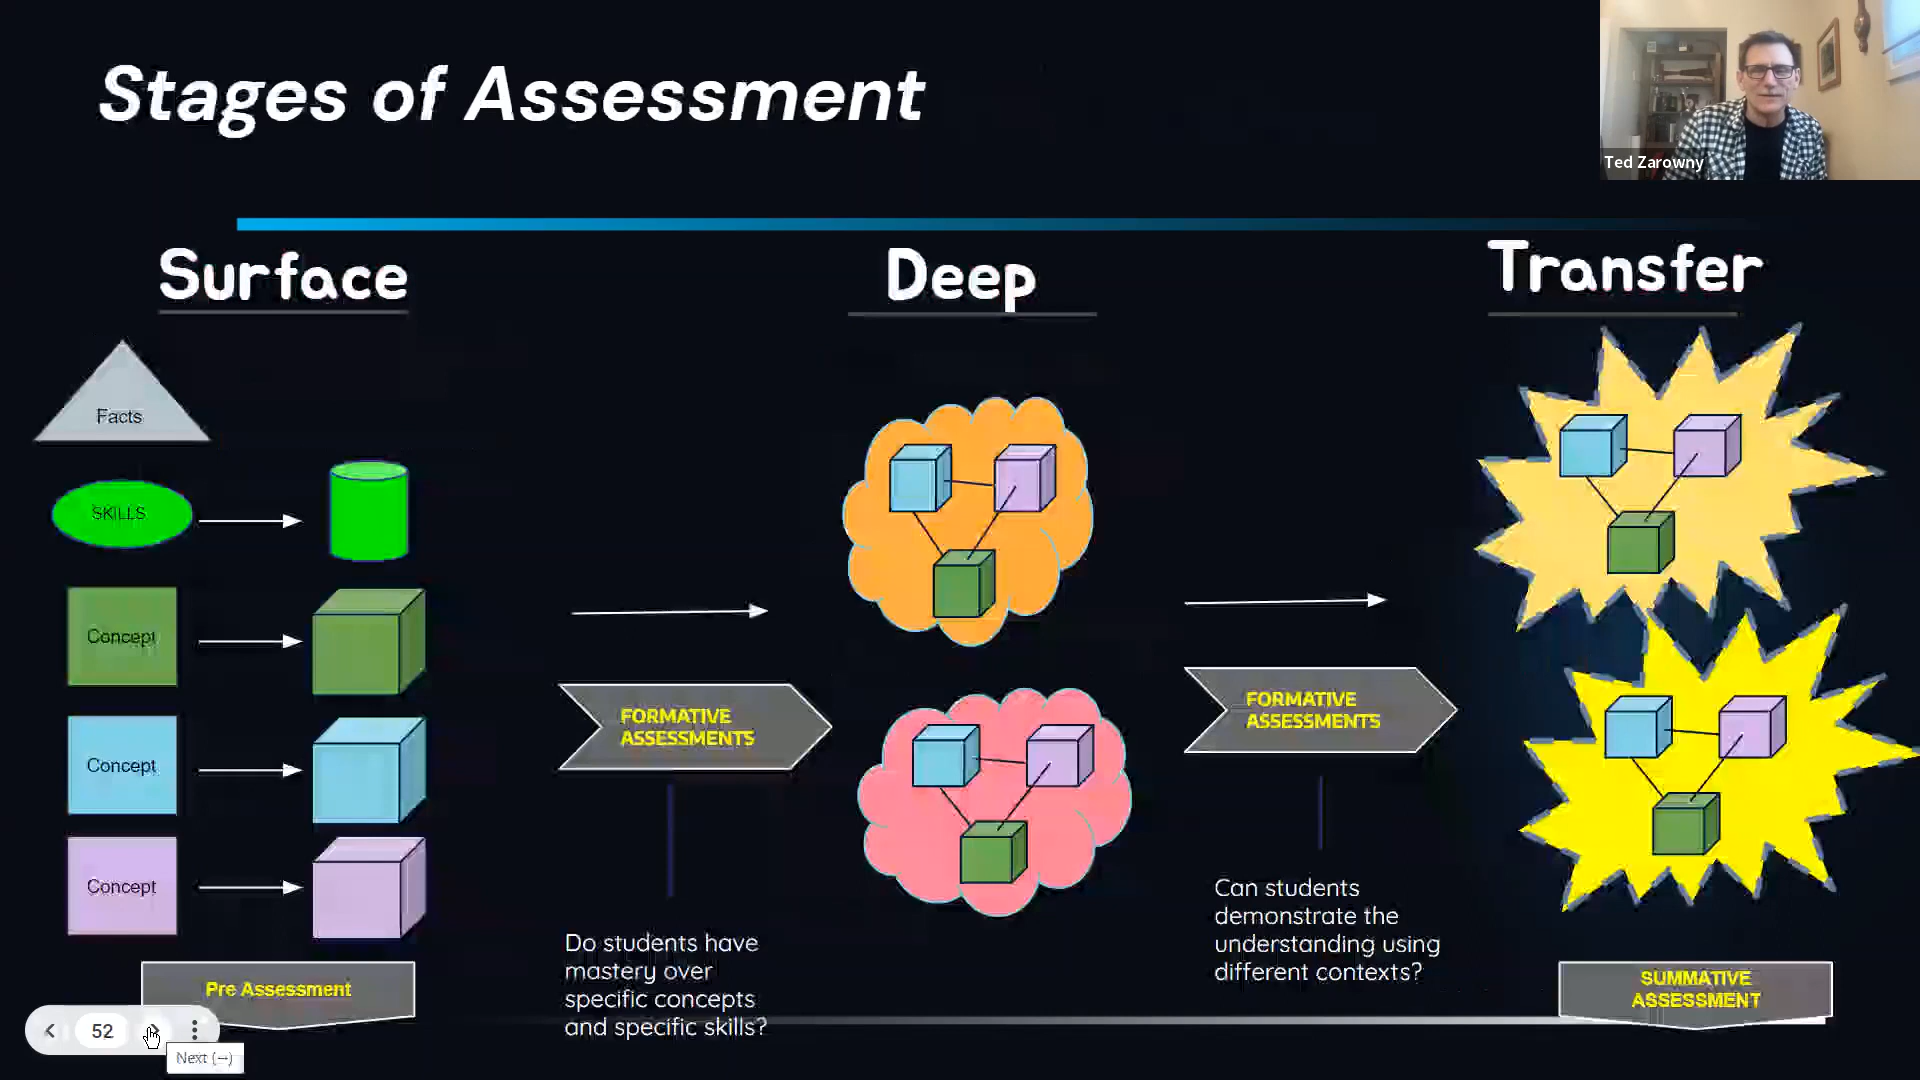 Stages of Assessment
Ted Zarowny
Surface
Deep
Transfer
Facts
SKILLS
Concept
Concept
Concept
Pre Assessment
FORMATIVE
ASSESSMENTS
Do students have
mastery over
specific concepts
and specific skills?
FORMATIVE
ASSESSMENTS
Can students
demonstrate the
understanding using
different contexts?
SUMMATIVE
ASSESSMENT
52
Next (→)